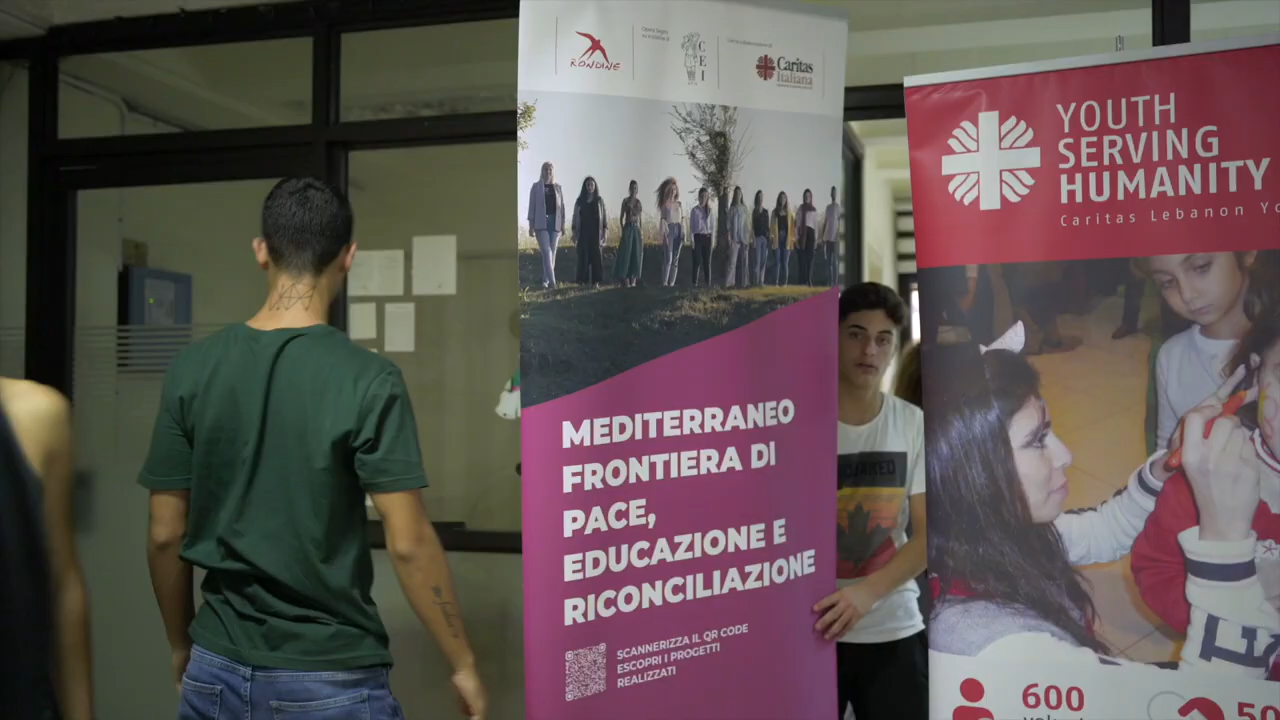 RONDINE
CEI
Caritas
Italiana
MEDITERRANEO
FRONTIERA DI
PACE,
EDUCAZIONE E
RICONCILIAZIONE
SCANNERIZZA IL QR CODE
ESCOPRI I PROGETTI
REALIZZATI
YOUTH
SERVING
HUMANITY
Caritas Lebanon
600